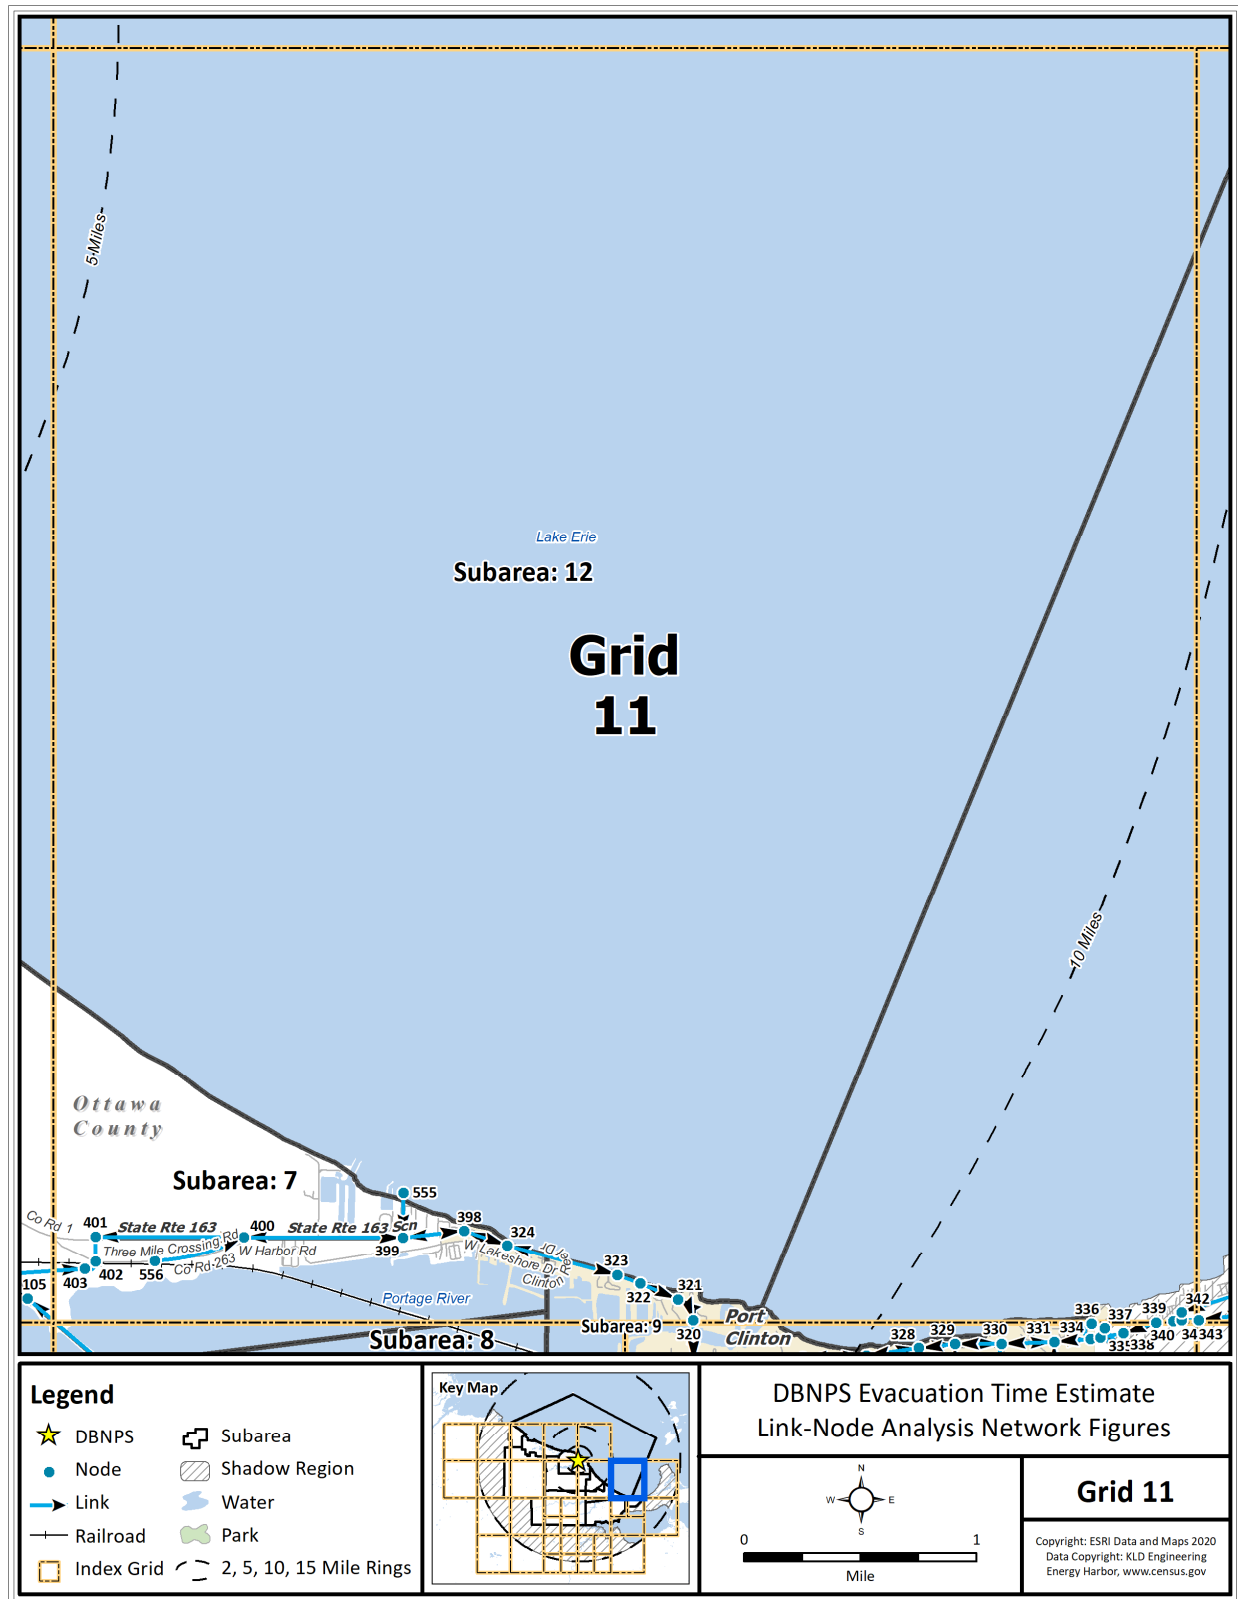 5 Miles
Lake Erie
Subarea: 12
Grid
11
10 Miles
Ottawa
County
Subarea: 7
555
Co Rd 1
401
State Rte 163
400
State Rte 163 Scn
398
324
Three Mile Crossing Rd
W Harbor Rd
399
W Lakeshore Dr
Clinton
323
403
402
556
Co Rd 263
105
322
321
Portage River
Subarea: 9
320
Port
Clinton
Subarea: 8
328
329
330
331
334
336
337
339
342
335
338
340
343
Legend
DBNPS
Subarea
Node
Shadow Region
Link
Water
Railroad
Park
Index Grid
2, 5, 10, 15 Mile Rings
Key Map
DBNPS Evacuation Time Estimate
Link-Node Analysis Network Figures
N
W
E
S
0
1
Mile
Grid 11
Copyright: ESRI Data and Maps 2020
Data Copyright: KLD Engineering
Energy Harbor, www.census.gov